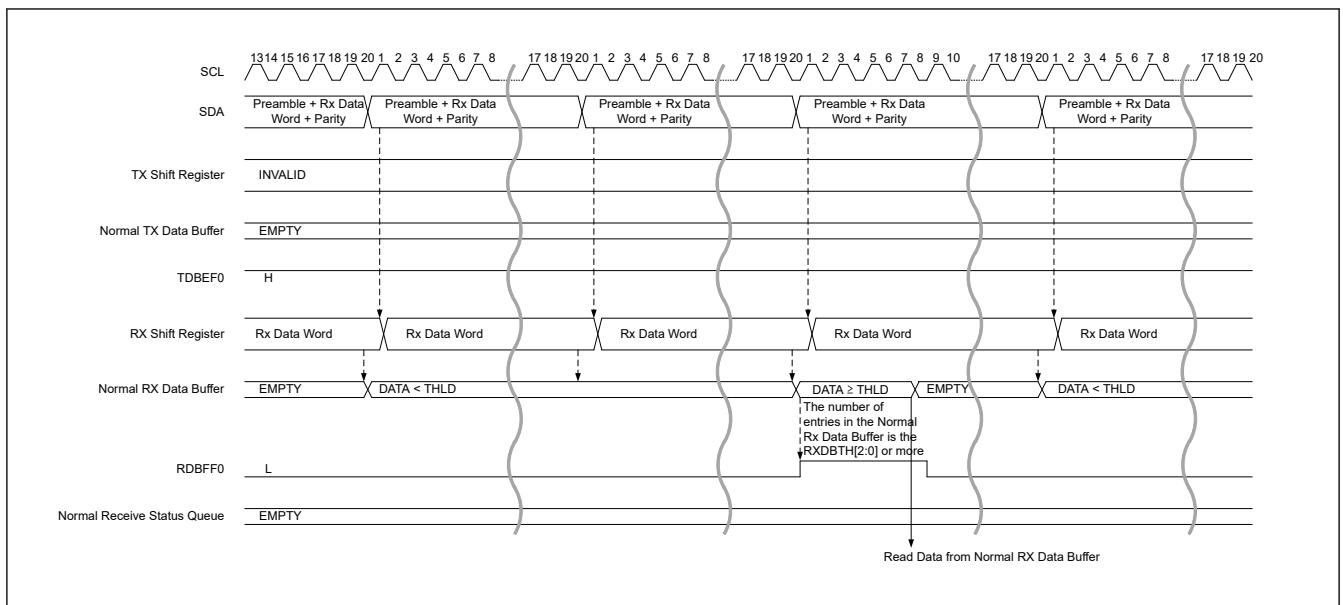 1314 15 16 17 18 19 20 1 2 3 4 5 6 7 8 17 18 19 20 1 2 3 4 5 6 7 8 17 18 19 20 1 2 3 4 5 6 7 8 9 10 17 18 19 20 1 2 3 4 5 6 7 8 17 18 19 20
SCL
SDA
Preamble + Rx Data Preamble + Rx Data Preamble + Rx Data Preamble + Rx Data Preamble + Rx Data
Word + Parity Word + Parity Word + Parity Word + Parity Word + Parity
TX Shift Register INVALID
Normal TX Data Buffer EMPTY
TDBEF0 H
RX Shift Register Rx Data Word Rx Data Word Rx Data Word Rx Data Word Rx Data Word
Normal RX Data Buffer EMPTY DATA < THLD DATA ≥ THLD EMPTY DATA < THLD
The number of
entries in the Normal
Rx Data Buffer is the
RXDBTH[2:0] or more
RDBFF0 L
Normal Receive Status Queue EMPTY
Read Data from Normal RX Data Buffer